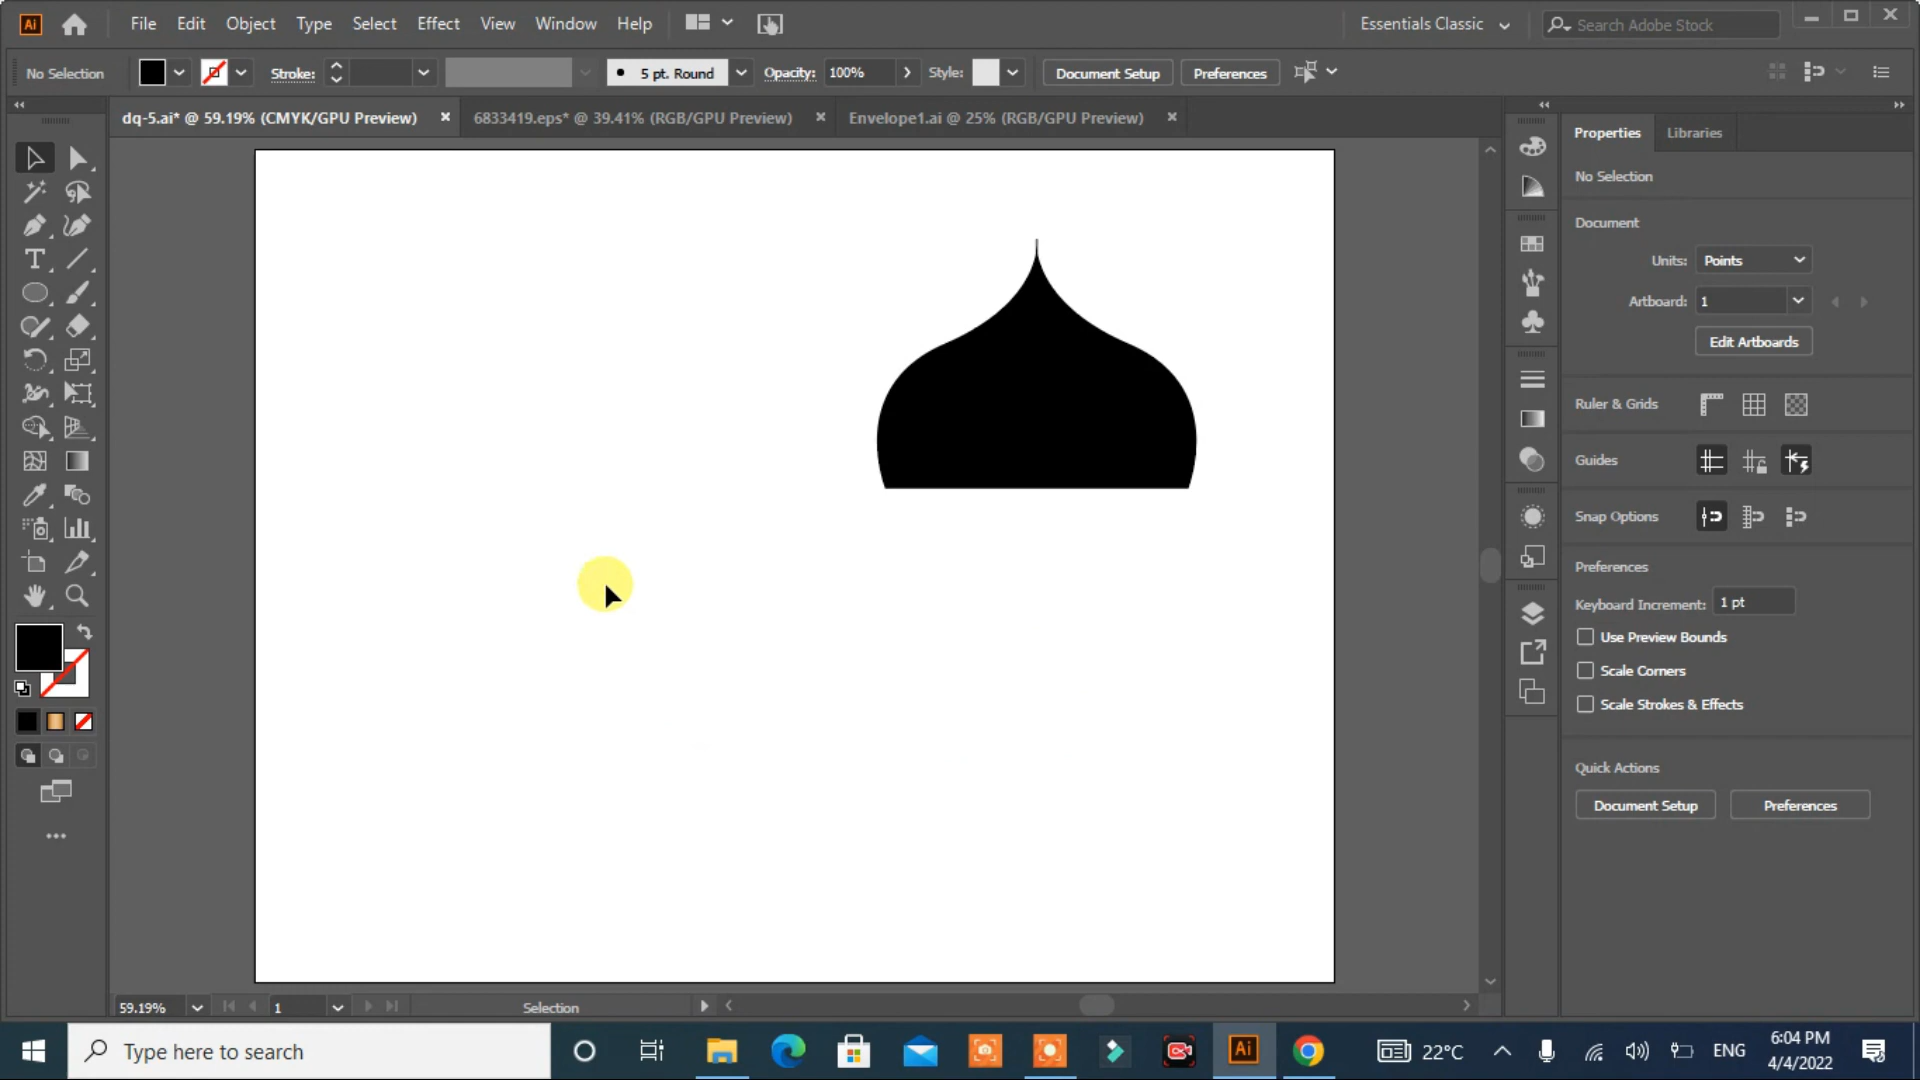 Ai File Edit Object Type Select Effect View Window Help Essentials Classic Search Adobe Stock
No Selection Stroke: 5 pt. Round Opacity: 100% Style: Document Setup Preferences
dq-5.ai* @ 59.19% (CMYK/GPU Preview) 6833419.eps* @ 39.41% (RGB/GPU Preview) Envelope1.ai @ 25% (RGB/GPU Preview)
Properties Libraries
No Selection
Document
Units: Points
Artboard: 1
Edit Artboards
Ruler & Grids
Guides
Snap Options
Preferences
Keyboard Increment: 1 pt
Use Preview Bounds
Scale Corners
Scale Strokes & Effects
Quick Actions
Document Setup Preferences
59.19% 1 Selection
Type here to search Ai 22°C ENG 6:04 PM
4/4/2022